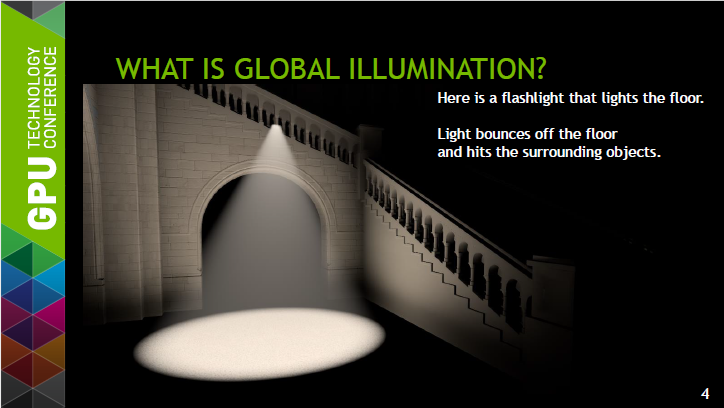 GPU TECHNOLOGY
CONFERENCE
WHAT IS GLOBAL ILLUMINATION?
Here is a flashlight that lights the floor.
Light bounces off the floor
and hits the surrounding objects.
4